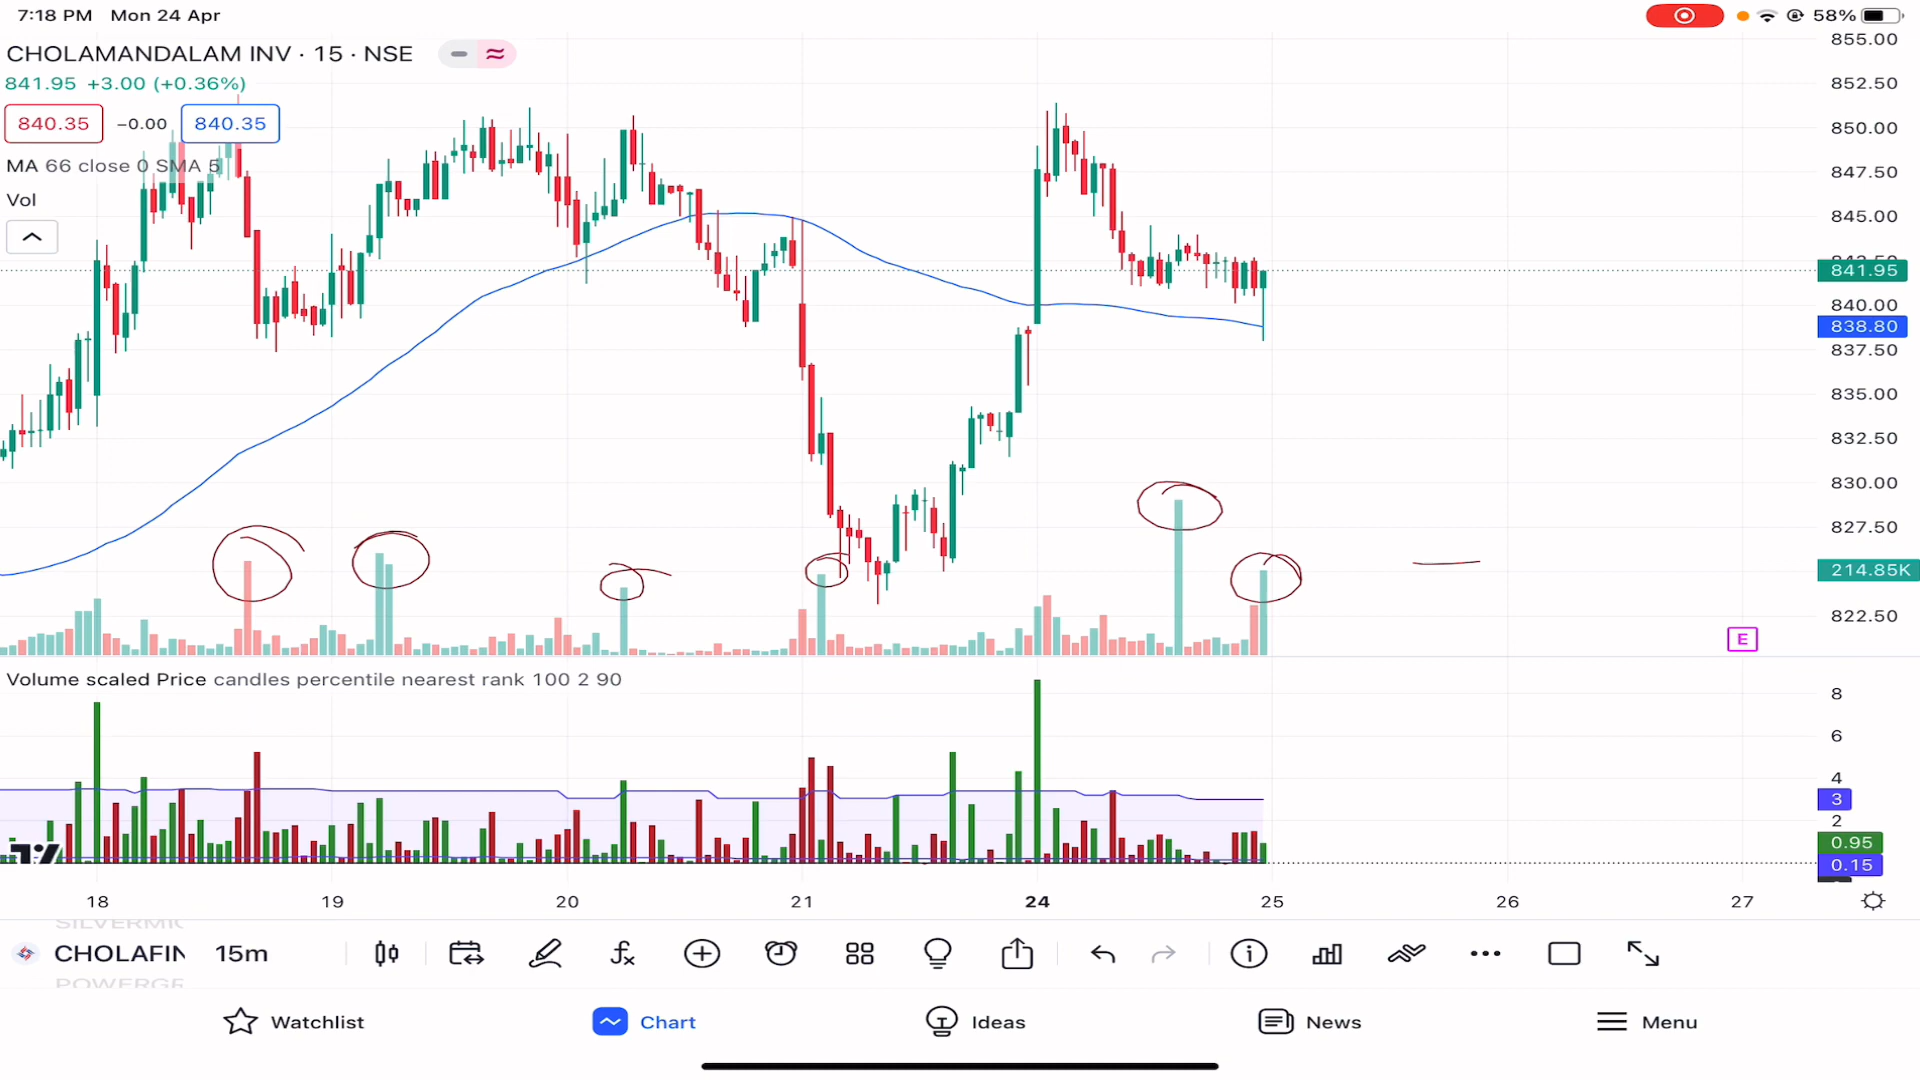 7:18 PM Mon 24 Apr
58%
CHOLAMANDALAM INV · 15 · NSE
841.95 +3.00 (+0.36%)
840.35 −0.00 840.35
MA 66 close 0 SMA 5
Vol
855.00
852.50
850.00
847.50
845.00
842.50
841.95
840.00
838.80
837.50
835.00
832.50
830.00
827.50
214.85K
822.50
E
Volume scaled Price candles percentile nearest rank 100 2 90
8
6
4
3
2
0.95
0.15
18 19 20 21 24 25 26 27
SILVERMIC
CHOLAFIN 15m
POWERGR
Watchlist Chart Ideas News Menu